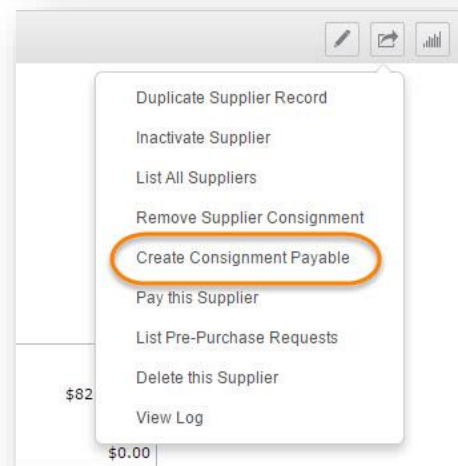 Duplicate Supplier Record
Inactivate Supplier
List All Suppliers
Remove Supplier Consignment
Create Consignment Payable
Pay this Supplier
List Pre-Purchase Requests
Delete this Supplier
$82
View Log
$0.00